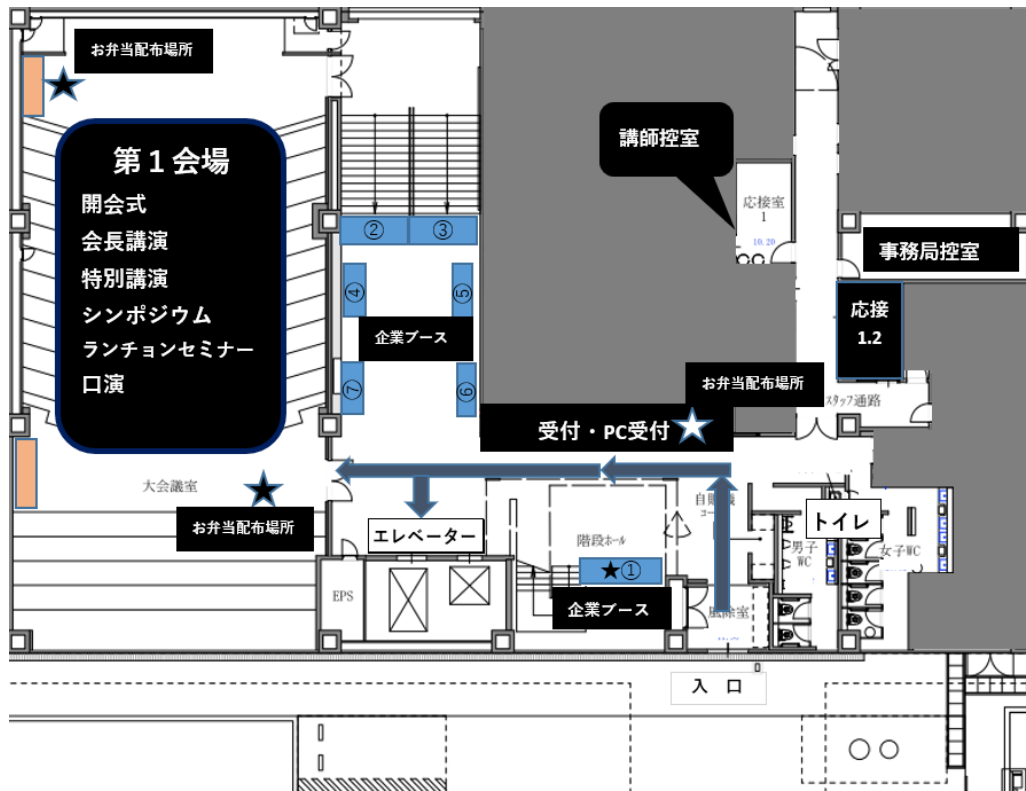 お弁当配布場所
第１会場
開会式
会長講演
特別講演
シンポジウム
ランチョンセミナー
口演
講師控室
応接室
1
10.20
事務局控室
応接
1.2
②
③
④
⑤
企業ブース
⑦
⑥
お弁当配布場所
スタッフ通路
受付・PC受付
大会議室
お弁当配布場所
エレベーター
自販機
トイレ
階段ホール
男子
WC
女子WC
★①
EPS
企業ブース
風除室
入　口